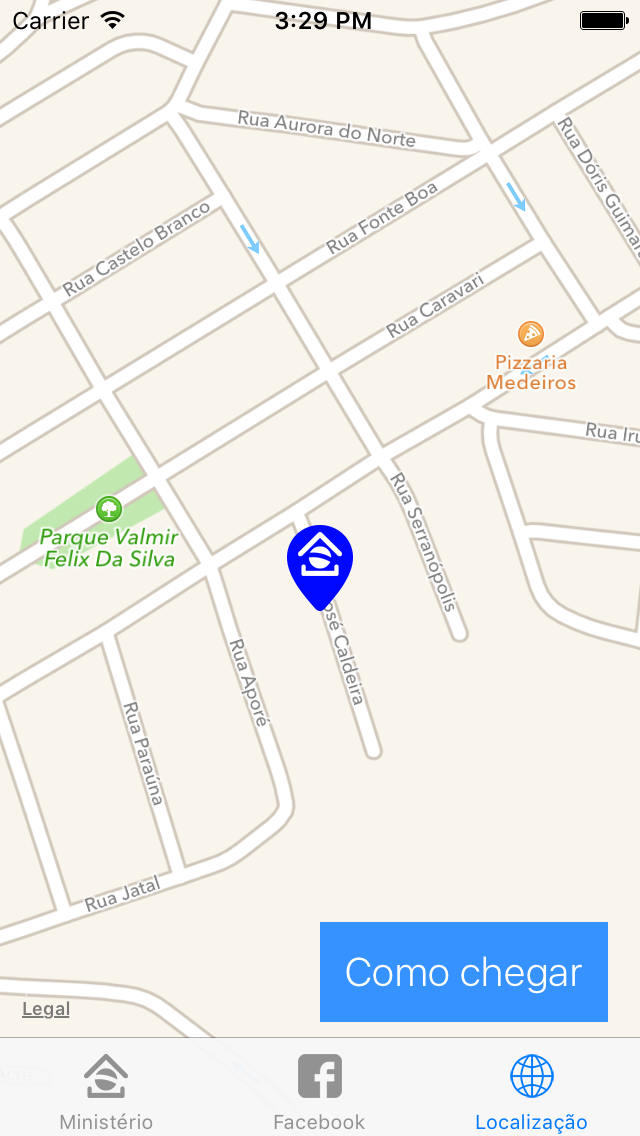 Carrier
3:29 PM
Rua Aurora do Norte
Rua Dóris Guimara
Rua Castelo Branco
Rua Fonte Boa
Rua Caravari
Pizzaria
Medeiros
Rua Iru
Rua Serranópolis
Parque Valmir
Felix Da Silva
osé Caldeira
Rua Aporé
Rua Paraúna
Rua Jatal
Como chegar
Legal
Ministério
Facebook
Localização